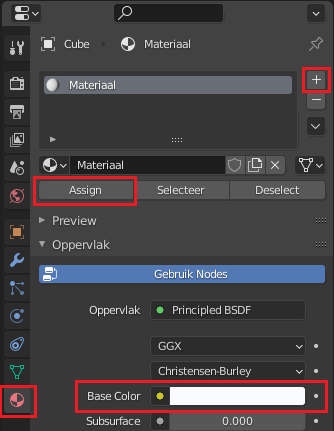 Cube > Materiaal
Materiaal
Materiaal
Assign Selecteer Deselect
Preview
Oppervlak
Gebruik Nodes
Oppervlak Principled BSDF
GGX
Christensen-Burley
Base Color
Subsurface 0.000